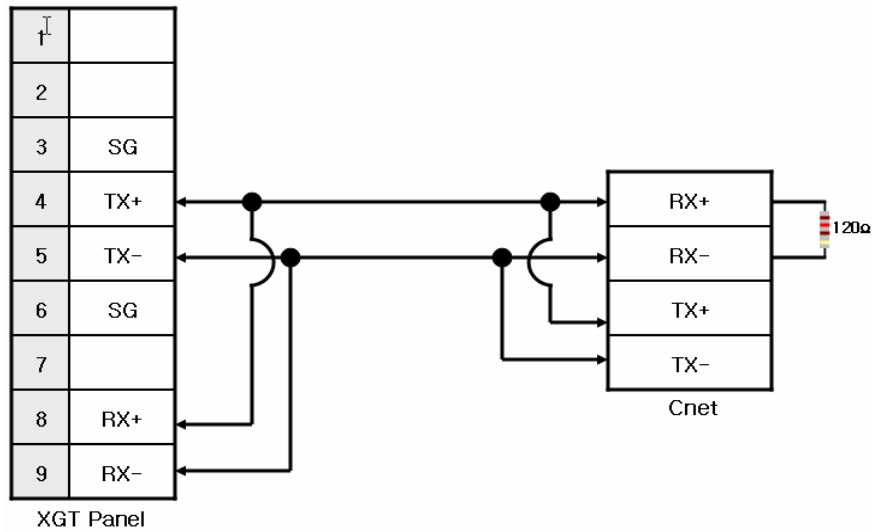 1
2
3 SG
4 TX+
5 TX-
6 SG
7
8 RX+
9 RX-
XGT Panel
RX+
RX-
TX+
TX-
Cnet
120Ω